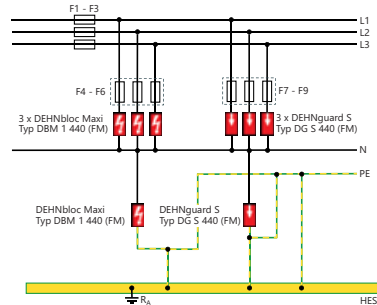 F1 - F3
L1
L2
L3
F4 - F6
F7 - F9
3 x DEHNbloc Maxi
Typ DBM 1 440 (FM)
3 x DEHNguard S
Typ DG S 440 (FM)
N
PE
DEHNbloc Maxi
Typ DBM 1 440 (FM)
DEHNguard S
Typ DG S 440 (FM)
RA
HES